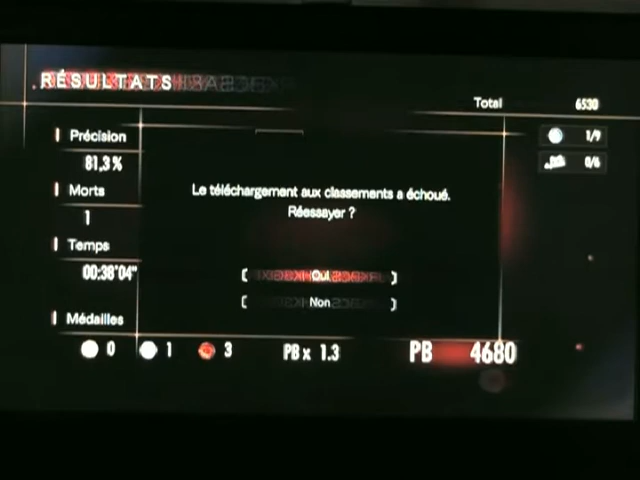 RÉSULTATS
Total 6530
Précision
81,3 %
1/9
0/6
Morts
1
Le téléchargement aux classements a échoué.
Réessayer ?
Temps
00:38'04"
Oui
Non
Médailles
0 1 3 PB x 1.3 PB 4680